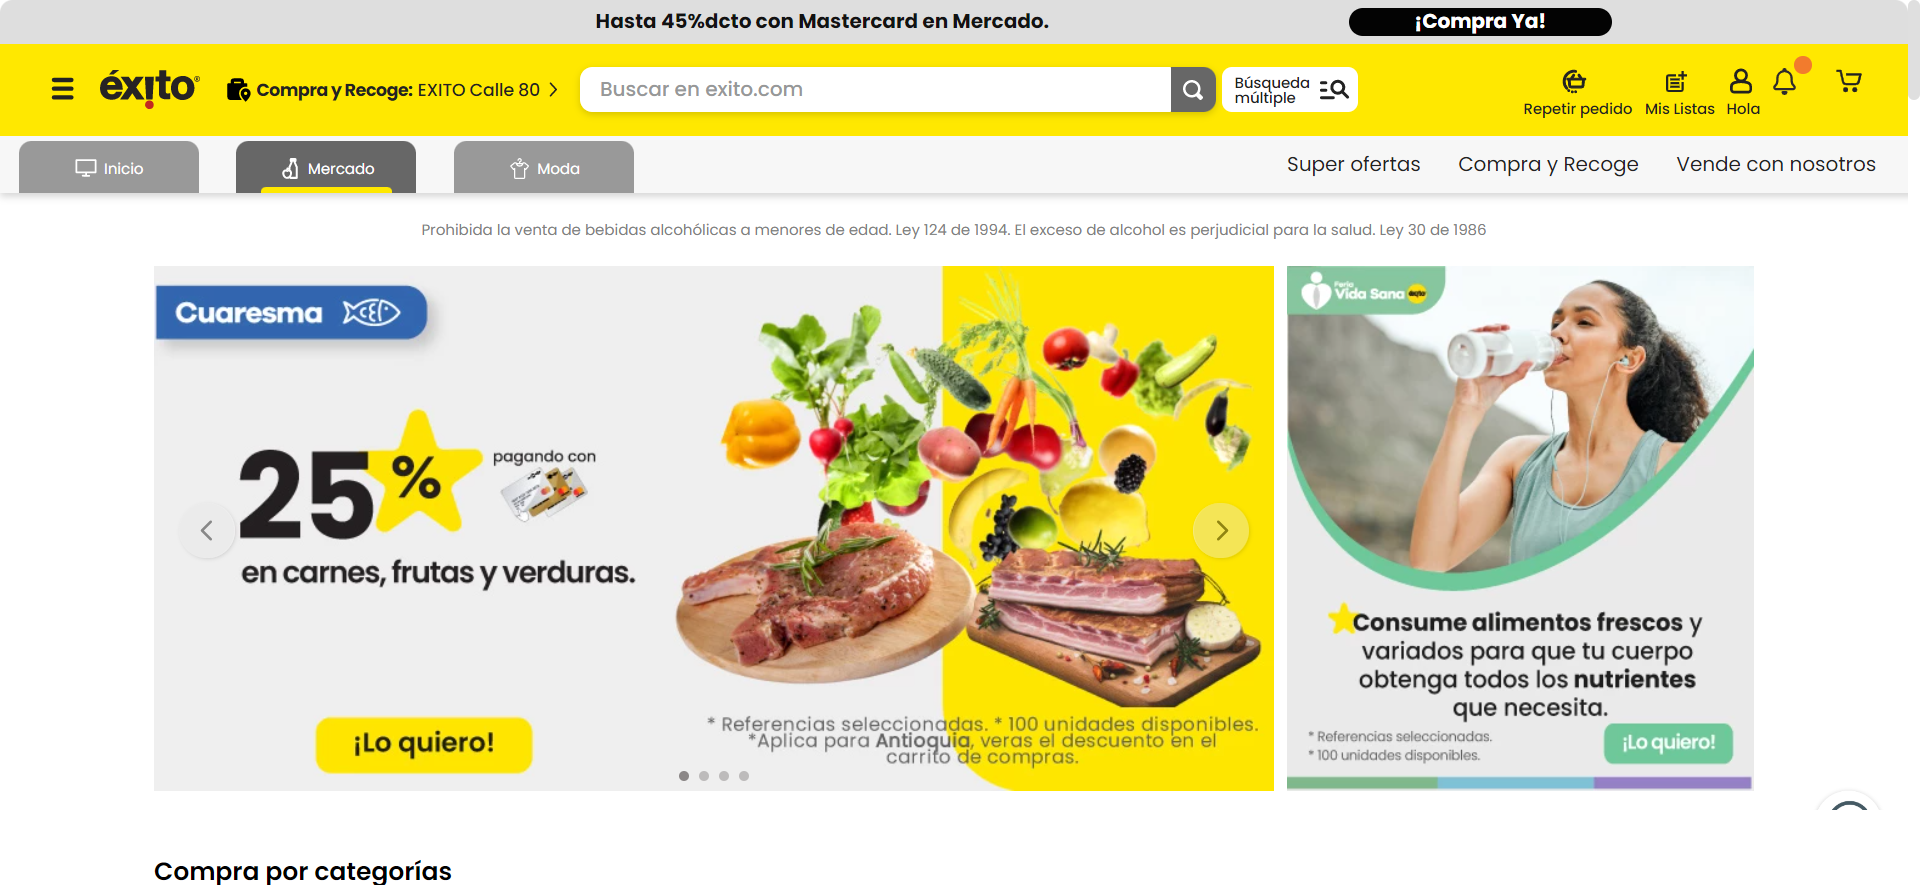 Hasta 45%dcto con Mastercard en Mercado.
¡Compra Ya!
éxito
Compra y Recoge: EXITO Calle 80
Buscar en exito.com
Búsqueda
múltiple
Repetir pedido
Mis Listas
Hola
Inicio
Mercado
Moda
Super ofertas
Compra y Recoge
Vende con nosotros
Prohibida la venta de bebidas alcohólicas a menores de edad. Ley 124 de 1994. El exceso de alcohol es perjudicial para la salud. Ley 30 de 1986
Cuaresma
25%
pagando con
en carnes, frutas y verduras.
¡Lo quiero!
* Referencias seleccionadas. * 100 unidades disponibles.
*Aplica para Antioquia, veras el descuento en el
carrito de compras.
Feria
Vida Sana éxito
Consume alimentos frescos y
variados para que tu cuerpo
obtenga todos los nutrientes
que necesita.
* Referencias seleccionadas.
* 100 unidades disponibles.
¡Lo quiero!
Compra por categorías